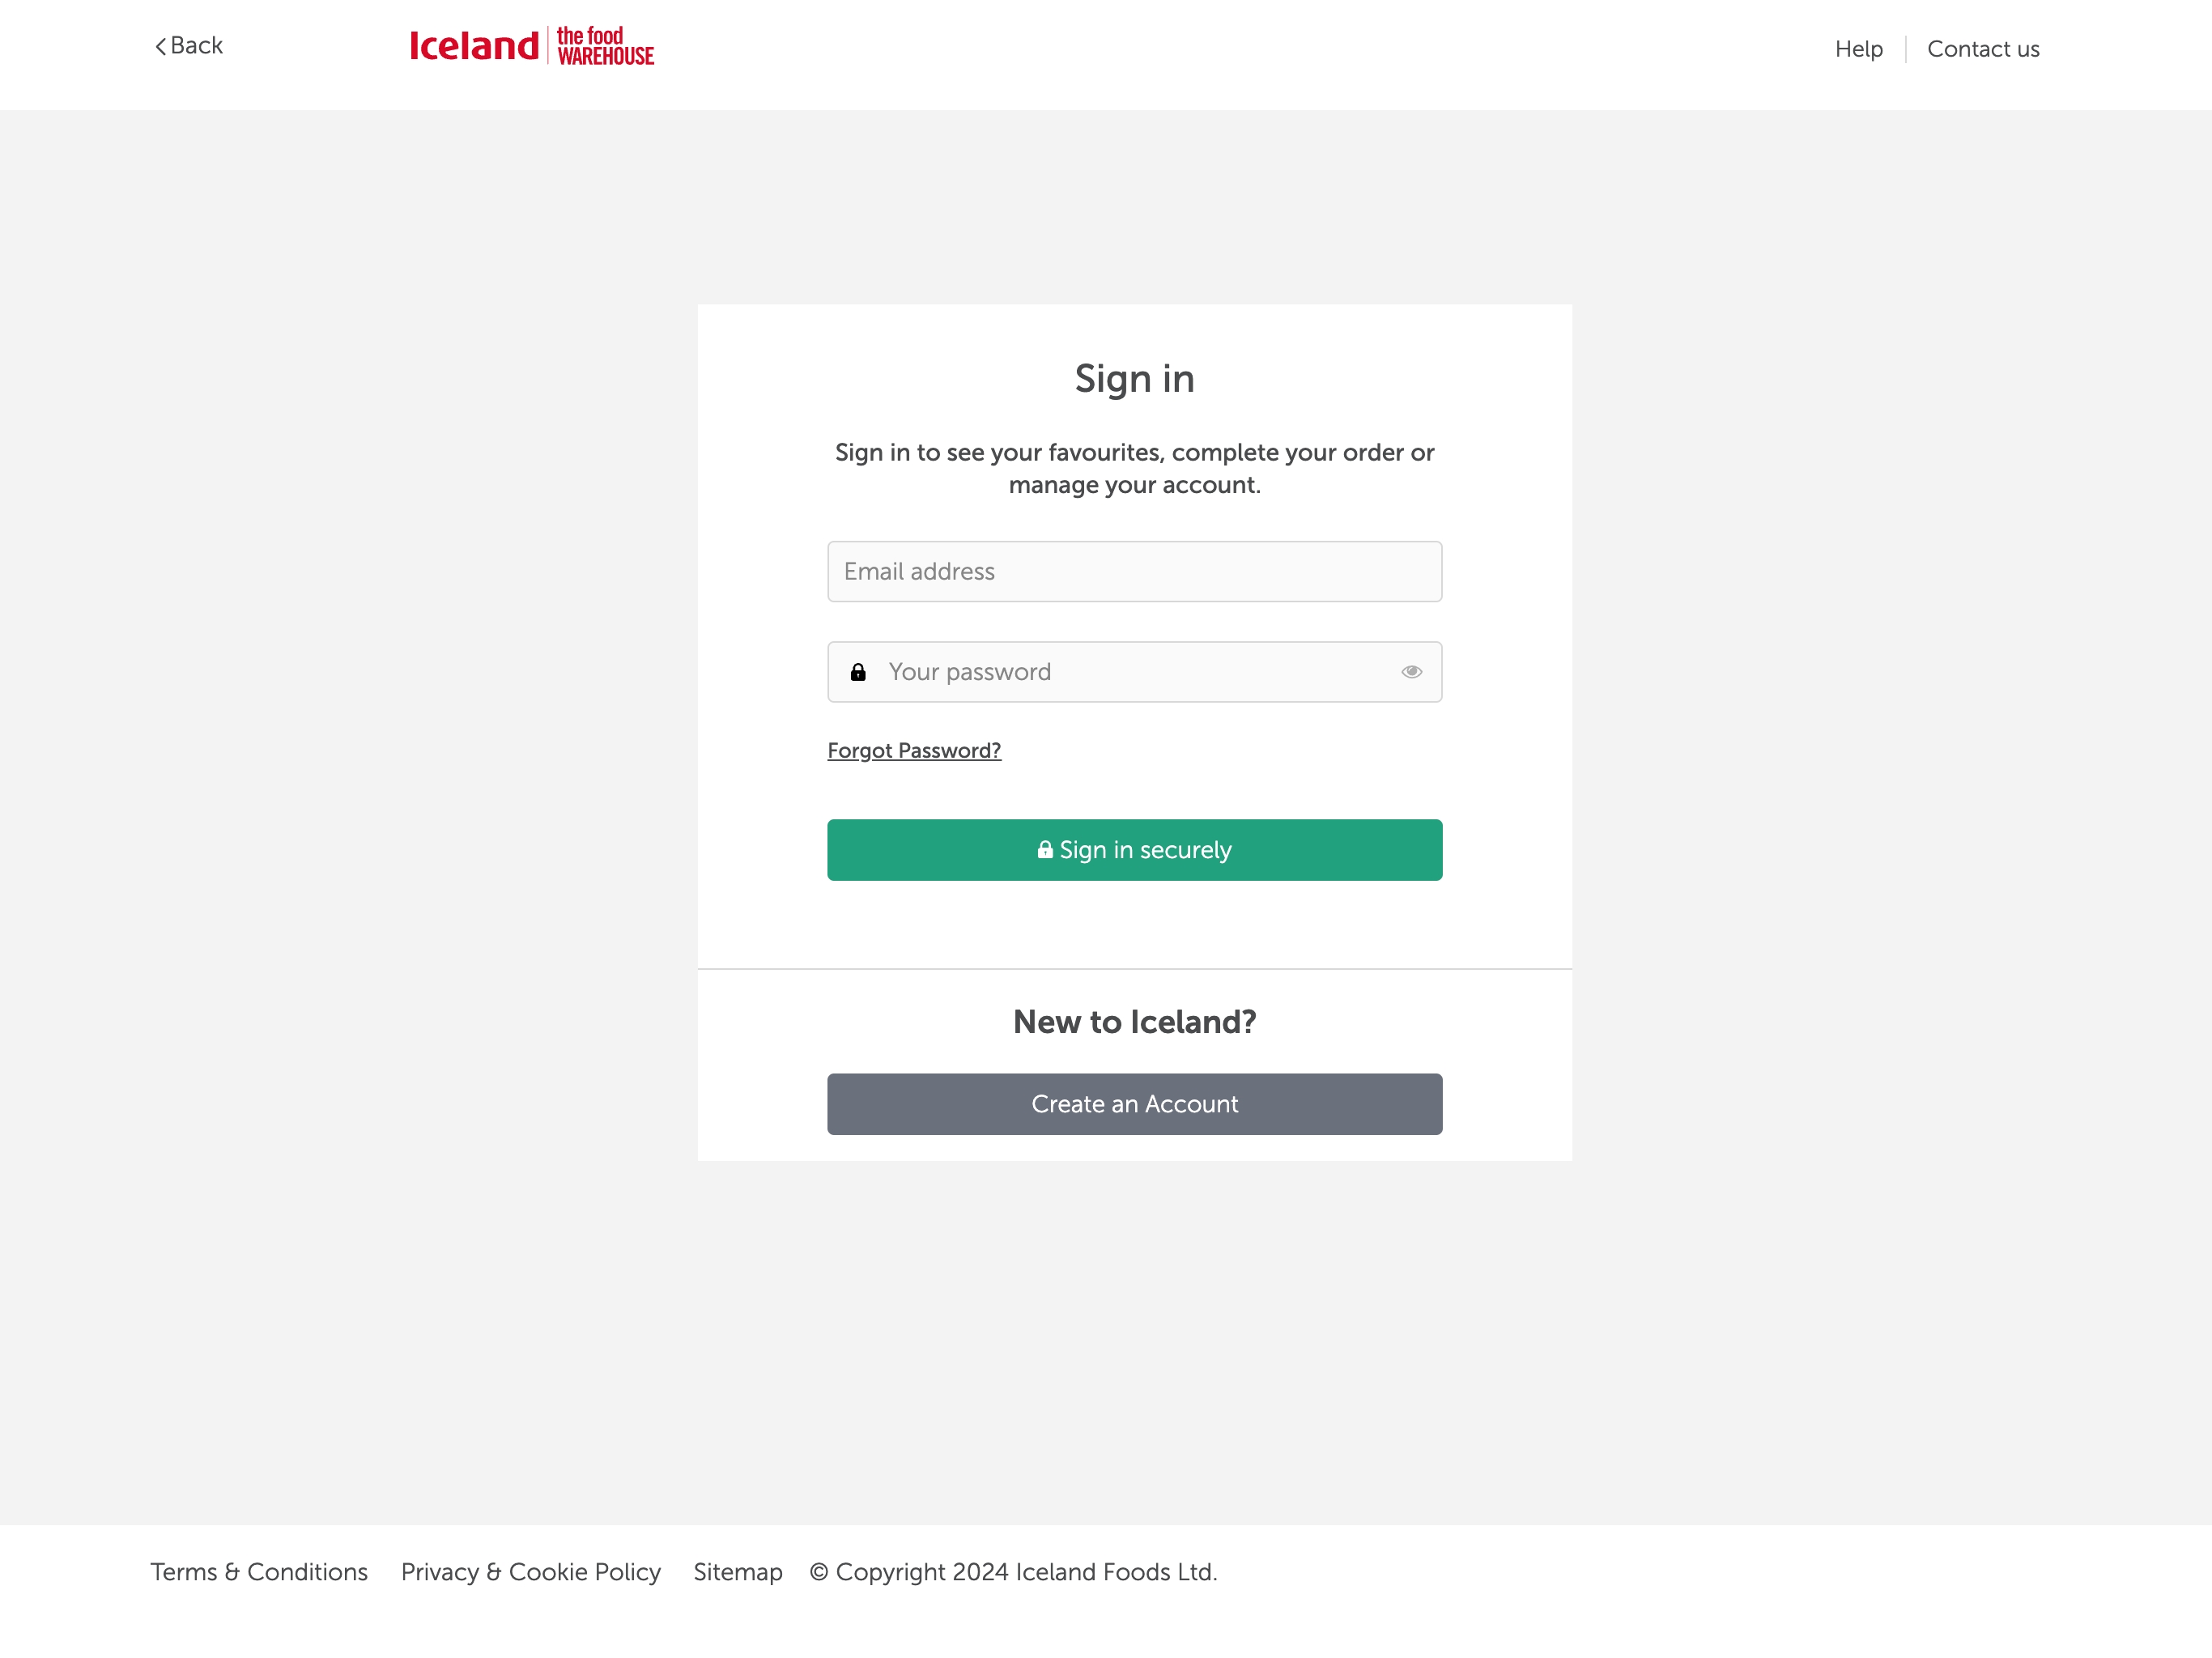 Back
Iceland
the food
WAREHOUSE
Help
Contact us
Sign in
Sign in to see your favourites, complete your order or
manage your account.
Email address
Your password
Forgot Password?
Sign in securely
New to Iceland?
Create an Account
Terms & Conditions Privacy & Cookie Policy Sitemap © Copyright 2024 Iceland Foods Ltd.